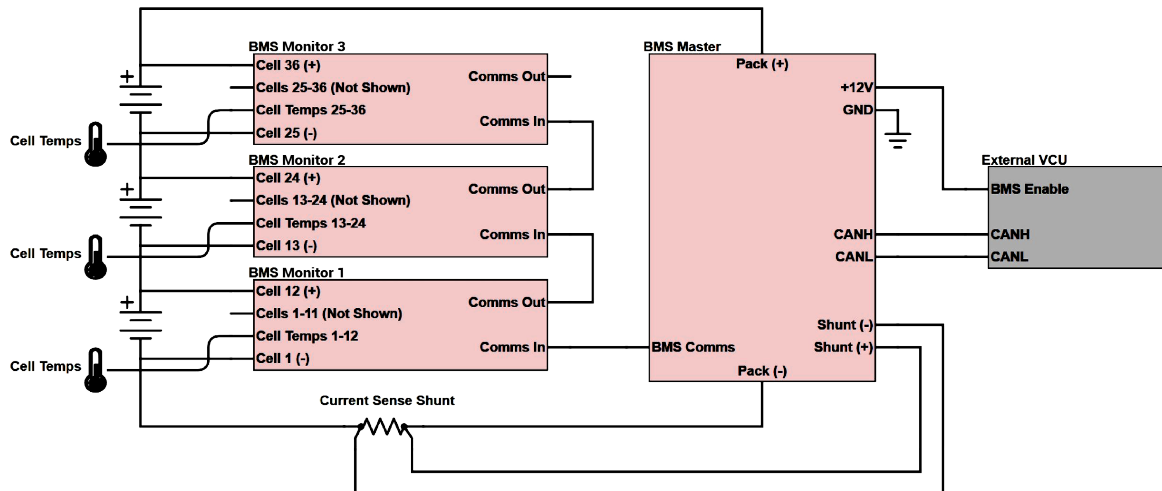 BMS Monitor 3
Cell 36 (+)
Cells 25-36 (Not Shown)
Cell Temps 25-36
Cell 25 (-)
Comms Out
Comms In
Cell Temps
BMS Monitor 2
Cell 24 (+)
Cells 13-24 (Not Shown)
Cell Temps 13-24
Cell 13 (-)
Comms Out
Comms In
Cell Temps
BMS Monitor 1
Cell 12 (+)
Cells 1-11 (Not Shown)
Cell Temps 1-12
Cell 1 (-)
Comms Out
Comms In
Cell Temps
Current Sense Shunt
BMS Master
Pack (+)
+12V
GND
CANH
CANL
Shunt (-)
Shunt (+)
BMS Comms
Pack (-)
External VCU
BMS Enable
CANH
CANL